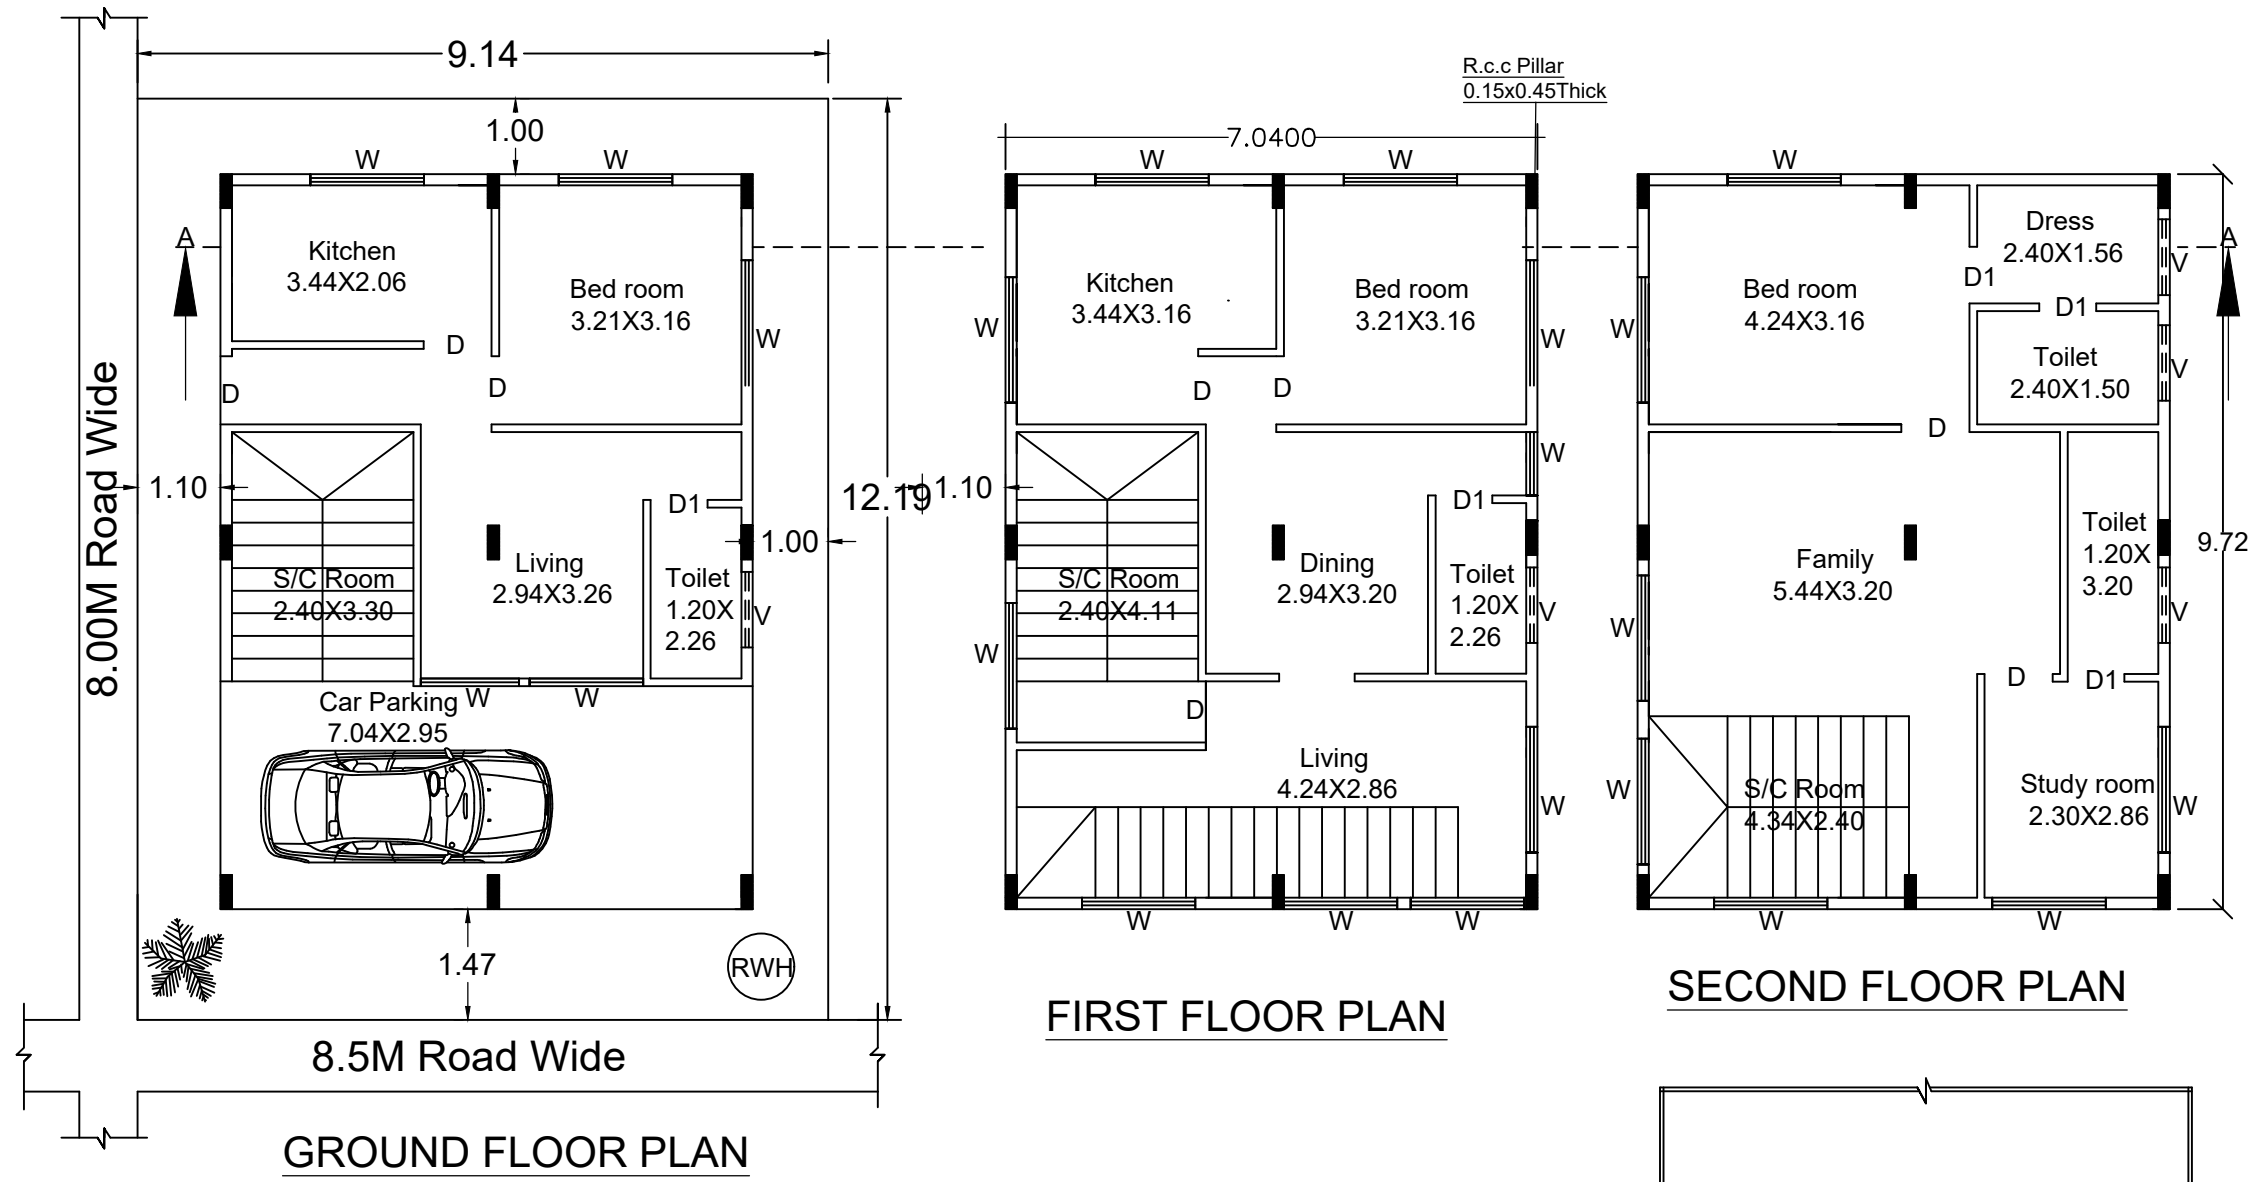 9.14
1.00
W
W
A
Kitchen
3.44X2.06
Bed room
3.21X3.16
W
D
D
D
8.00M Road Wide
1.10
12.19
D1
1.00
Living
2.94X3.26
S/C Room
2.40X3.30
Toilet
1.20X
2.26
V
W
W
Car Parking
7.04X2.95
1.47
RWH
8.5M Road Wide
GROUND FLOOR PLAN
R.c.c Pillar
0.15x0.45Thick
7.0400
W
W
Kitchen
3.44X3.16
Bed room
3.21X3.16
W
W
D
D
W
1.10
D1
Dining
2.94X3.20
S/C Room
2.40X4.11
Toilet
1.20X
2.26
V
W
D
Living
4.24X2.86
W
W
W
W
FIRST FLOOR PLAN
W
Dress
2.40X1.56
A
V
D1
Bed room
4.24X3.16
D1
W
Toilet
2.40X1.50
V
D
Toilet
1.20X
3.20
9.72
Family
5.44X3.20
V
W
D
D1
W
S/C Room
4.34X2.40
Study room
2.30X2.86
W
W
W
SECOND FLOOR PLAN